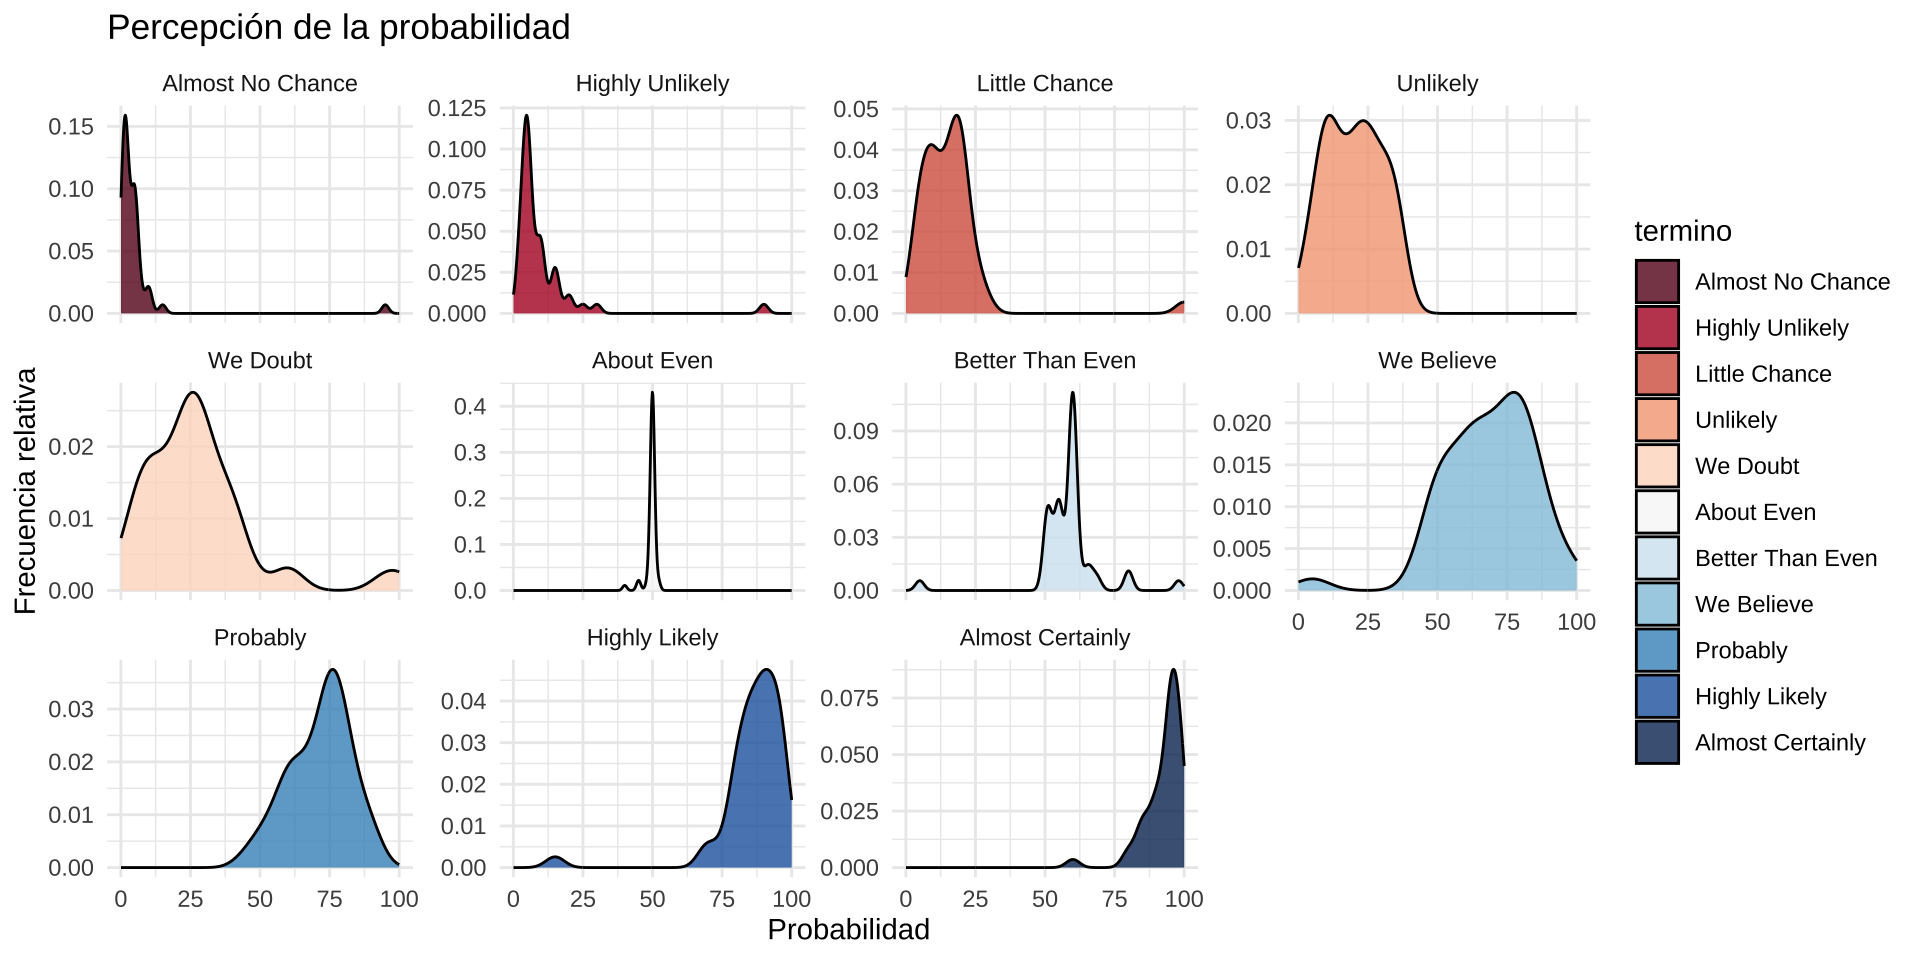 Percepción de la probabilidad
Almost No Chance
Highly Unlikely
Little Chance
Unlikely
0.15
0.10
0.05
0.00
0.125
0.100
0.075
0.050
0.025
0.000
0.05
0.04
0.03
0.02
0.01
0.00
0.03
0.02
0.01
0.00
We Doubt
About Even
Better Than Even
We Believe
0.02
0.01
0.00
0.4
0.3
0.2
0.1
0.0
0.09
0.06
0.03
0.00
0.020
0.015
0.010
0.005
0.000
0 25 50 75 100
Probably
Highly Likely
Almost Certainly
0.03
0.02
0.01
0.00
0.04
0.03
0.02
0.01
0.00
0.075
0.050
0.025
0.000
0 25 50 75 100
0 25 50 75 100
0 25 50 75 100
Probabilidad
Frecuencia relativa
termino
Almost No Chance
Highly Unlikely
Little Chance
Unlikely
We Doubt
About Even
Better Than Even
We Believe
Probably
Highly Likely
Almost Certainly